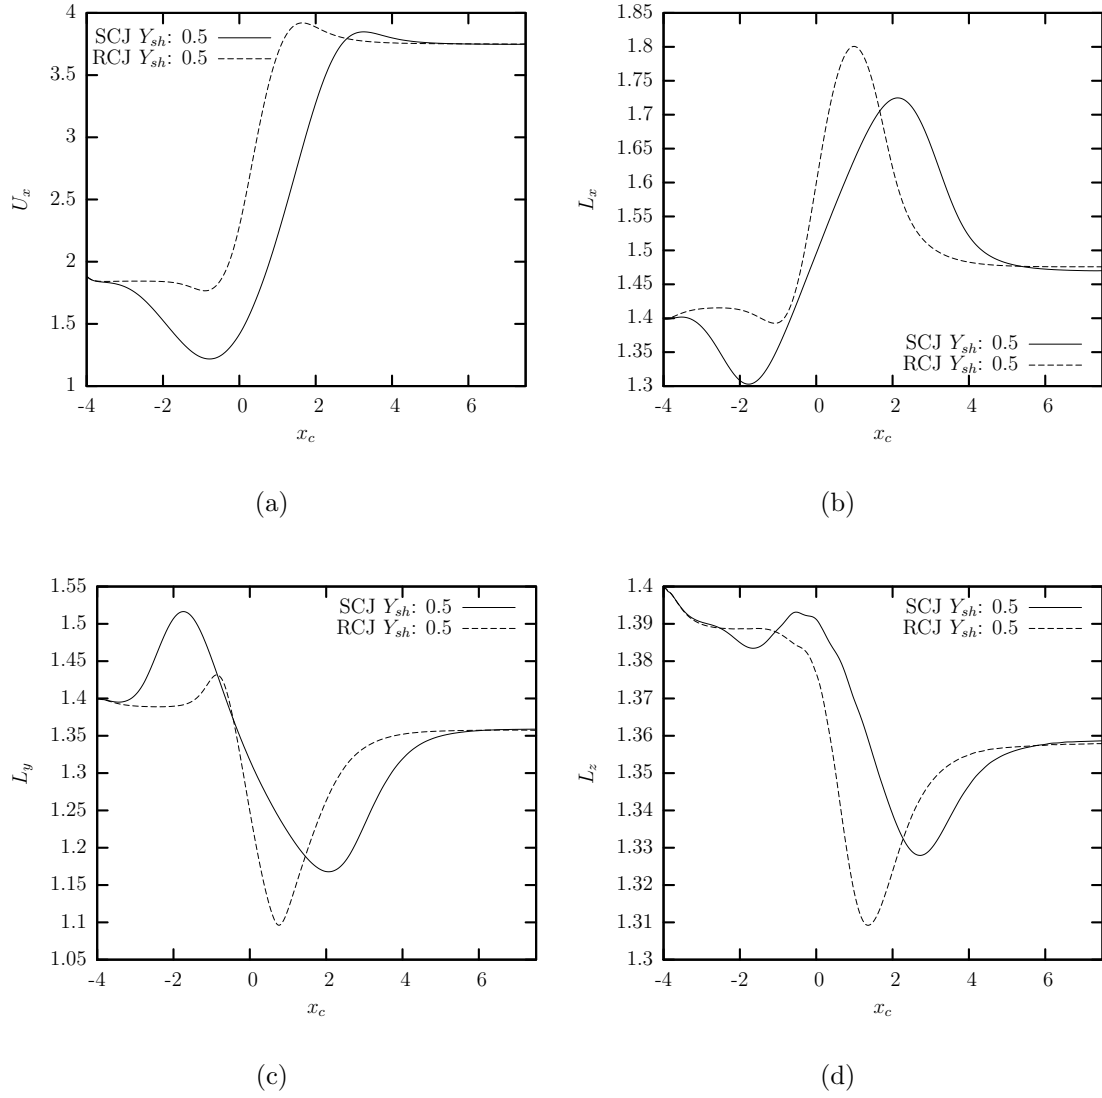 4
3.5
3
2.5
2
1.5
1
U_x
SCJ Y_sh: 0.5
RCJ Y_sh: 0.5
-4 -2 0 2 4 6
x_c
(a)
1.85
1.8
1.75
1.7
1.65
1.6
1.55
1.5
1.45
1.4
1.35
1.3
L_x
SCJ Y_sh: 0.5
RCJ Y_sh: 0.5
-4 -2 0 2 4 6
x_c
(b)
1.55
1.5
1.45
1.4
1.35
1.3
1.25
1.2
1.15
1.1
1.05
L_y
SCJ Y_sh: 0.5
RCJ Y_sh: 0.5
-4 -2 0 2 4 6
x_c
(c)
1.4
1.39
1.38
1.37
1.36
1.35
1.34
1.33
1.32
1.31
1.3
L_z
SCJ Y_sh: 0.5
RCJ Y_sh: 0.5
-4 -2 0 2 4 6
x_c
(d)